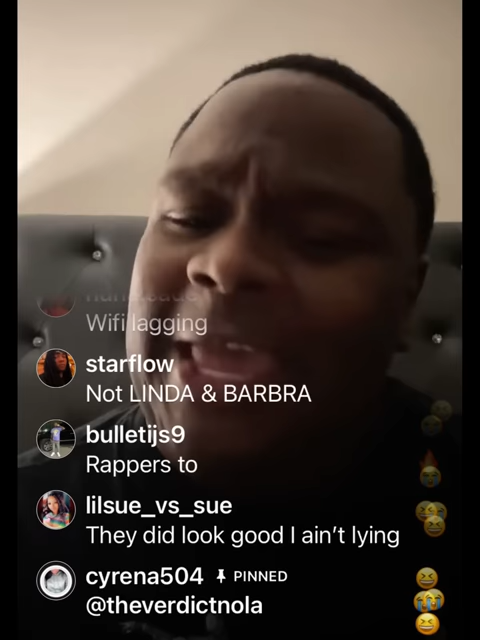 Wifi lagging
starflow
Not LINDA & BARBRA
bulletijs9
Rappers to
lilsue_vs_sue
They did look good I ain’t lying
cyrena504 PINNED
@theverdictnola